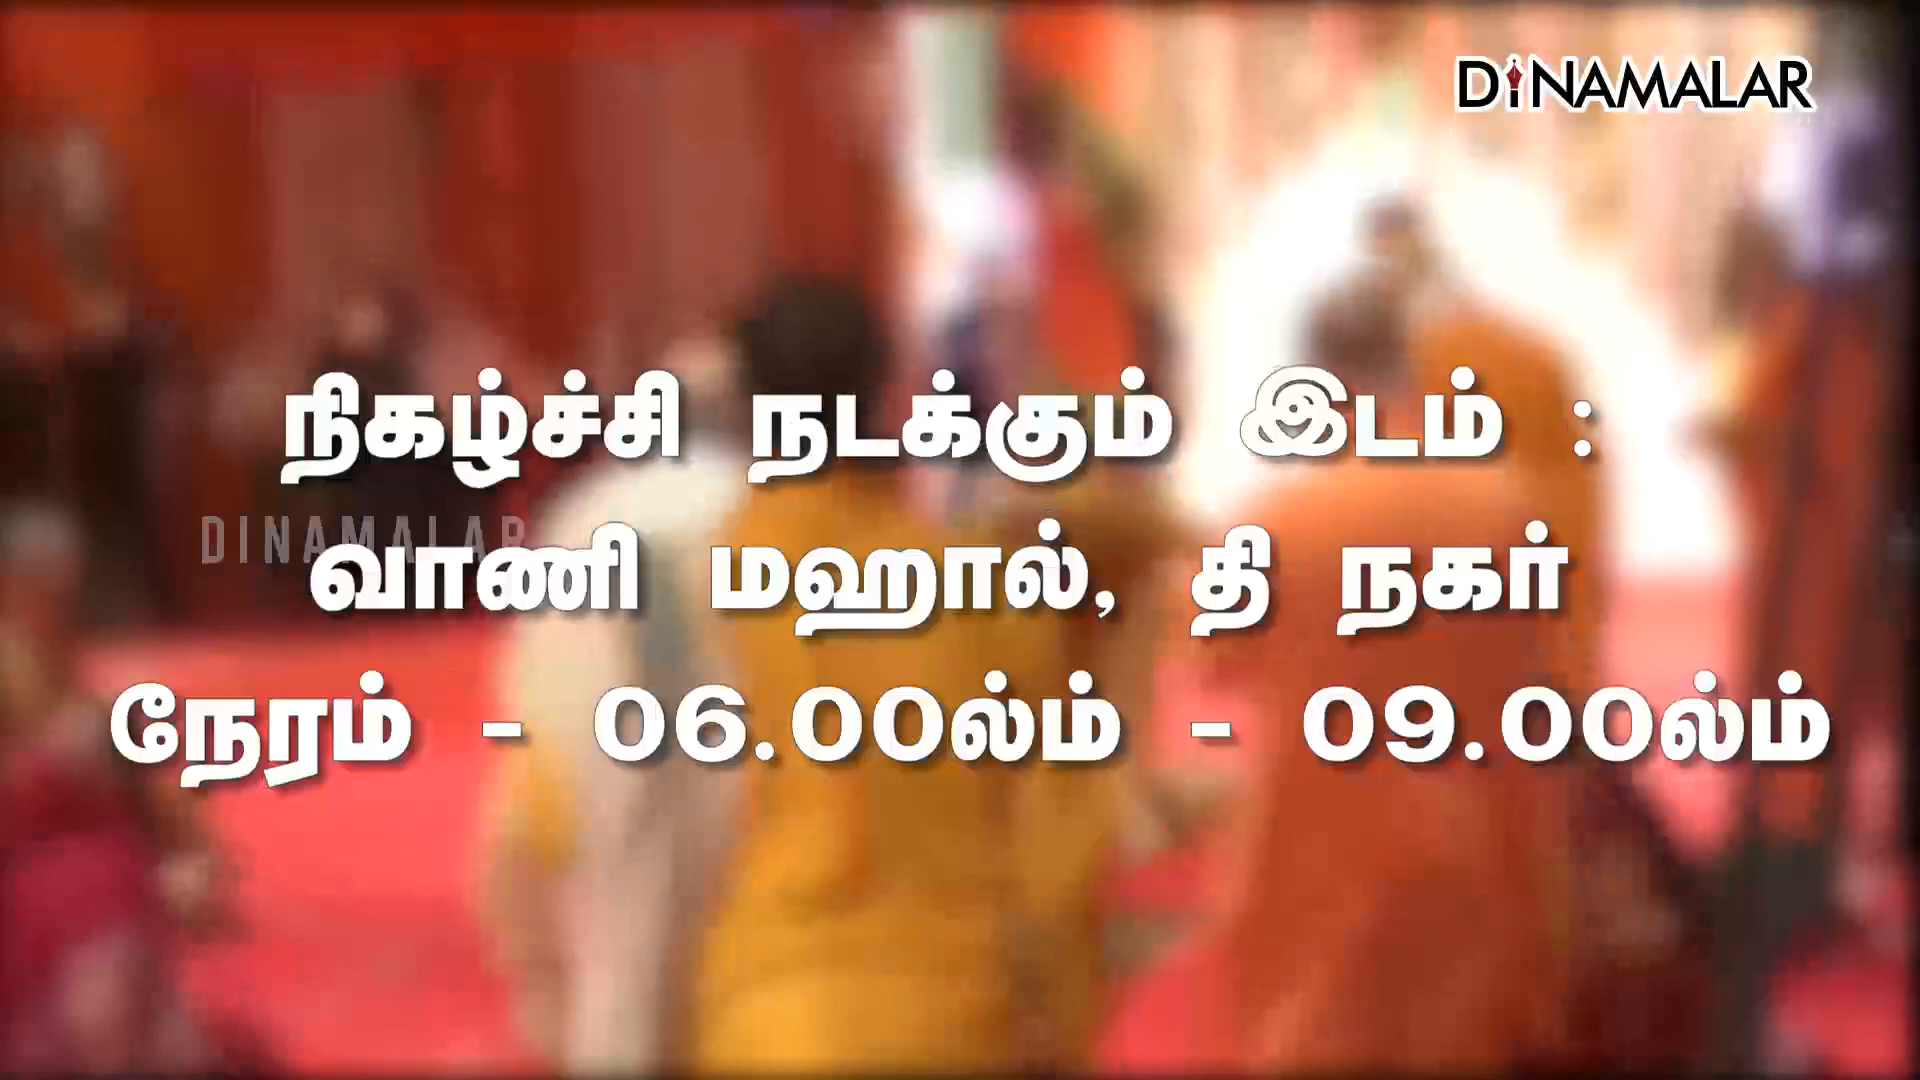 DINAMALAR
நிகழ்ச்சி நடக்கும் இடம் :
DINAMALAR
வாணி மஹால், தி நகர்
நேரம் - 06.00ல்ம் - 09.00ல்ம்